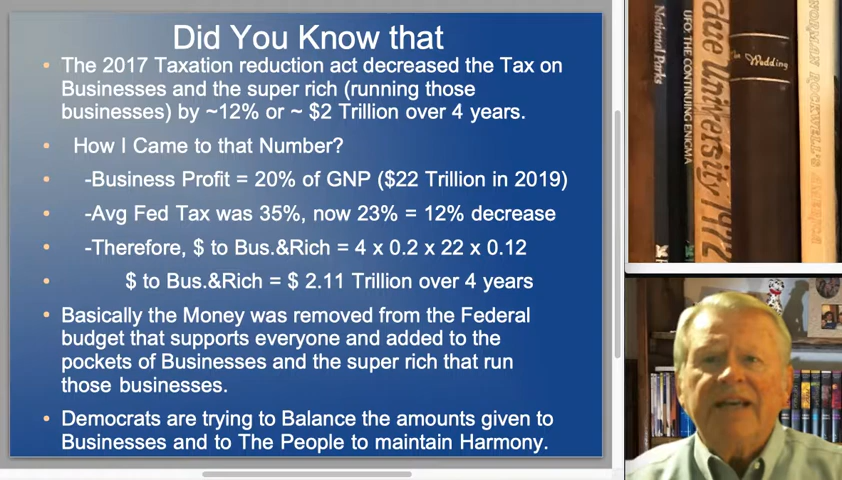 Did You Know that
• The 2017 Taxation reduction act decreased the Tax on
Businesses and the super rich (running those
businesses) by ~12% or ~ $2 Trillion over 4 years.
• How I Came to that Number?
• -Business Profit = 20% of GNP ($22 Trillion in 2019)
• -Avg Fed Tax was 35%, now 23% = 12% decrease
• -Therefore, $ to Bus.&Rich = 4 x 0.2 x 22 x 0.12
• $ to Bus.&Rich = $ 2.11 Trillion over 4 years
• Basically the Money was removed from the Federal
budget that supports everyone and added to the
pockets of Businesses and the super rich that run
those businesses.
• Democrats are trying to Balance the amounts given to
Businesses and to The People to maintain Harmony.
National Parks
UFO: THE CONTINUING ENIGMA
due University 1972
Wedding
NORMAN ROCKWELL'S AMERICA